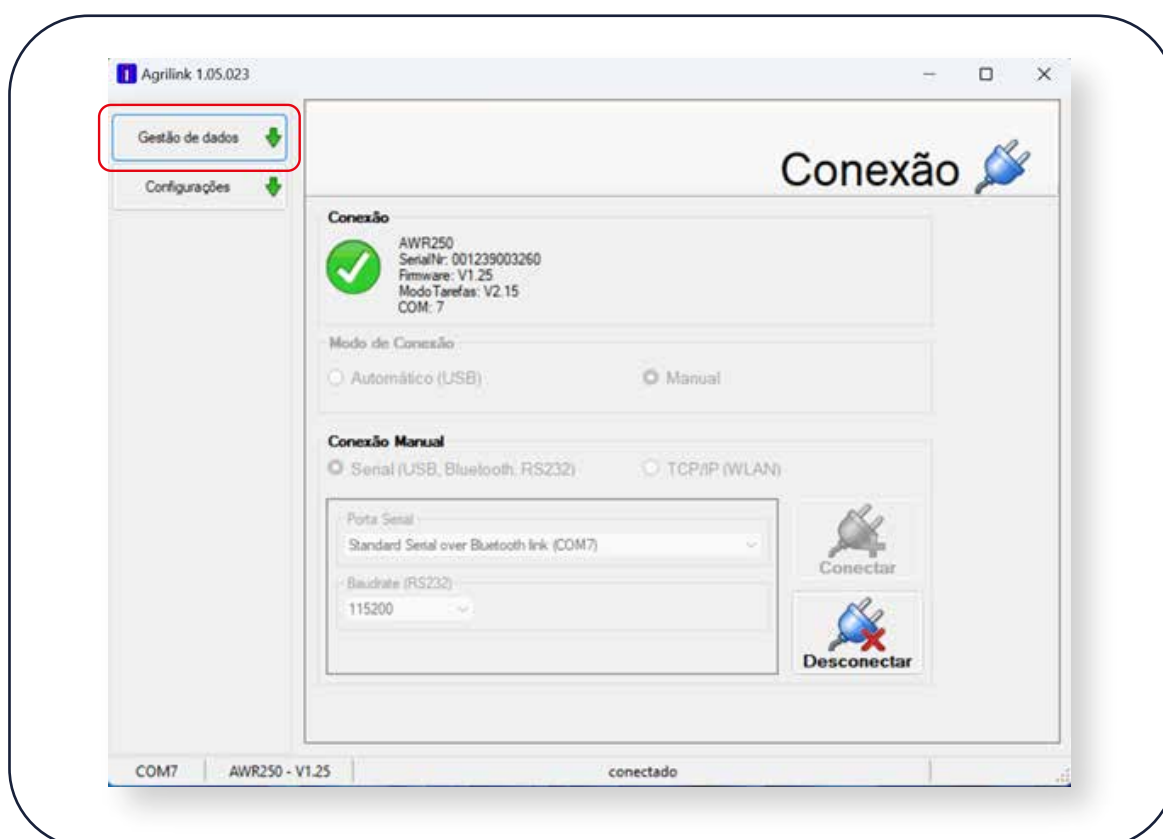 Agrilink 1.05.023
Gestão de dados
Configurações
Conexão
Conexão
AWR250
SerialNr: 001239003260
Firmware: V1.25
ModoTarefas: V2.15
COM: 7
Modo de Conexão
Automático (USB) Manual
Conexão Manual
Serial (USB, Bluetooth, RS232) TCP/IP (WLAN)
Porta Serial
Standard Serial over Bluetooth link (COM7)
Baudrate (RS232)
115200
Conectar
Desconectar
COM7 AWR250 - V1.25 conectado